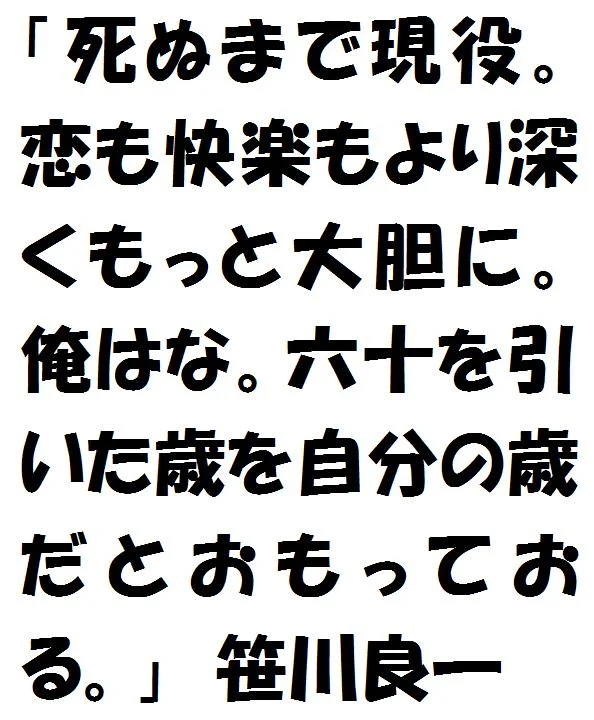 「死ぬまで現役。
恋も快楽もより深
くもっと大胆に。
俺はな。六十を引
いた歳を自分の歳
だとおもってお
る。」 笹川良一